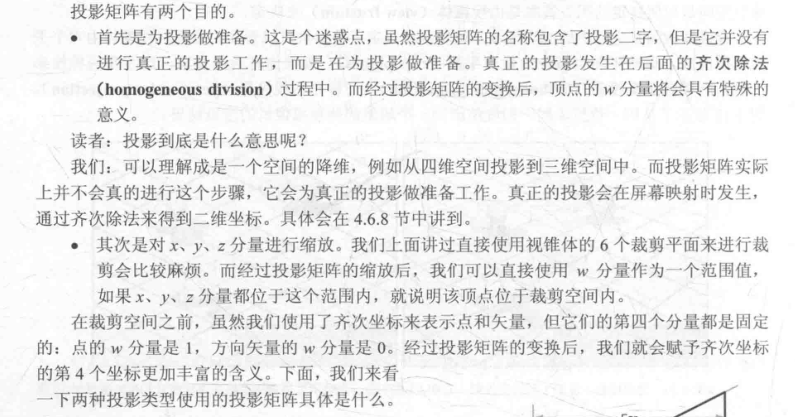 投影矩阵有两个目的。
● 首先是为投影做准备。这是个迷惑点，虽然投影矩阵的名称包含了投影二字，但是它并没有
进行真正的投影工作，而是在为投影做准备。真正的投影发生在后面的齐次除法
（homogeneous division）过程中。而经过投影矩阵的变换后，顶点的 w 分量将会具有特殊的
意义。
读者：投影到底是什么意思呢？
我们：可以理解成是一个空间的降维，例如从四维空间投影到三维空间中。而投影矩阵实际
上并不会真的进行这个步骤，它会为真正的投影做准备工作。真正的投影会在屏幕映射时发生，
通过齐次除法来得到二维坐标。具体会在 4.6.8 节中讲到。
● 其次是对 x、y、z 分量进行缩放。我们上面讲过直接使用视锥体的 6 个裁剪平面来进行裁
剪会比较麻烦。而经过投影矩阵的缩放后，我们可以直接使用 w 分量作为一个范围值，
如果 x、y、z 分量都位于这个范围内，就说明该顶点位于裁剪空间内。
在裁剪空间之前，虽然我们使用了齐次坐标来表示点和矢量，但它们的第四个分量都是固定
的：点的 w 分量是 1，方向矢量的 w 分量是 0。经过投影矩阵的变换后，我们就会赋予齐次坐标
的第 4 个坐标更加丰富的含义。下面，我们来看
一下两种投影类型使用的投影矩阵具体是什么。